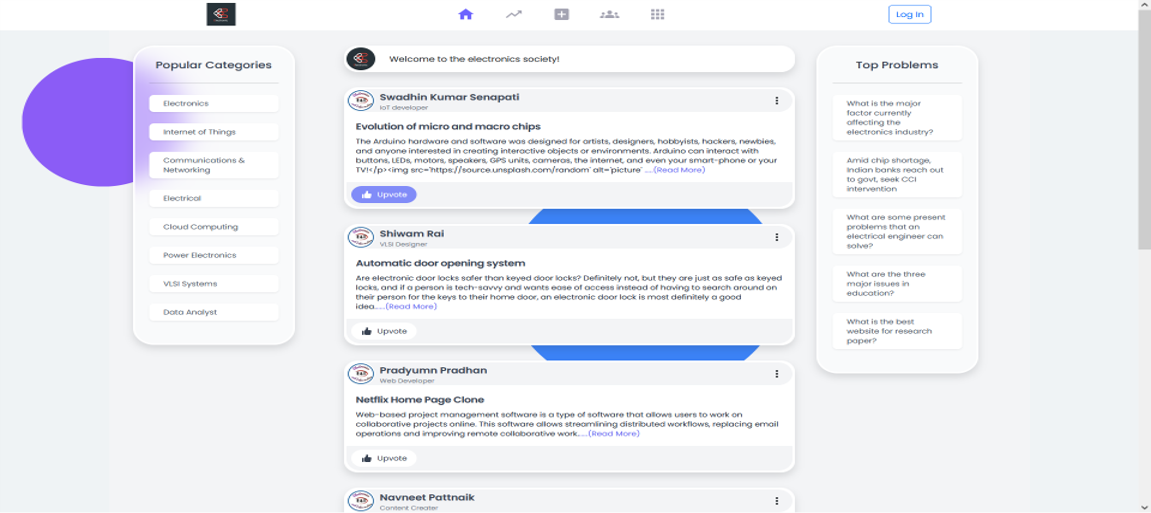 Log In
Popular Categories
Electronics
Internet of Things
Communications &
Networking
Electrical
Cloud Computing
Power Electronics
VLSI Systems
Data Analyst
Welcome to the electronics society!
Swadhin Kumar Senapati
IoT developer
Evolution of micro and macro chips
The Arduino hardware and software was designed for artists, designers, hobbyists, hackers, newbies,
and anyone interested in creating interactive objects or environments. Arduino can interact with
buttons, LEDs, motors, speakers, GPS units, cameras, the internet, and even your smart-phone or your
TV!</p><img src='https://source.unsplash.com/random' alt='picture' ....(Read More)
Upvote
Shiwam Rai
VLSI Designer
Automatic door opening system
Are electronic door locks safer than keyed door locks? Definitely not, but they are just as safe as keyed
locks, and if a person is tech-savvy and wants ease of access instead of having to search around on
their person for the keys to their home door, an electronic door lock is most definitely a good
idea.....(Read More)
Upvote
Pradyumn Pradhan
Web Developer
Netflix Home Page Clone
Web-based project management software is a type of software that allows users to work on
collaborative projects online. This software allows streamlining distributed workflows, replacing email
operations and improving remote collaborative work.....(Read More)
Upvote
Navneet Pattnaik
Content Creater
Top Problems
What is the major
factor currently
affecting the
electronics industry?
Amid chip shortage,
Indian banks reach out
to govt, seek CCI
intervention
What are some present
problems that an
electrical engineer can
solve?
What are the three
major issues in
education?
What is the best
website for research
paper?